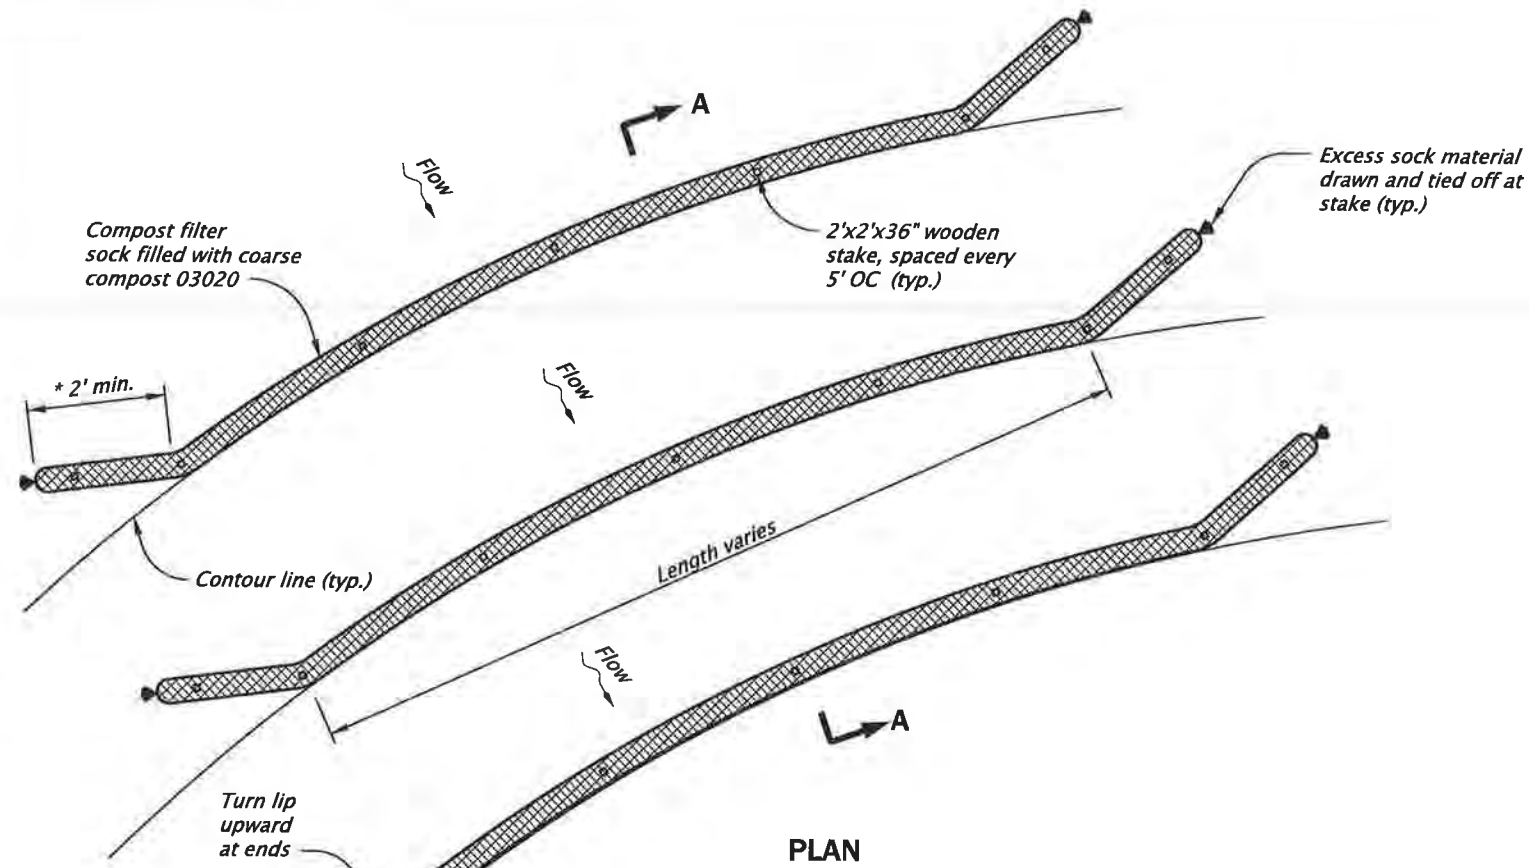 A
Flow
Excess sock material
drawn and tied off at
stake (typ.)
Compost filter
sock filled with coarse
compost 03020
2'x2'x36" wooden
stake, spaced every
5' OC (typ.)
* 2' min.
Flow
Length varies
Contour line (typ.)
Flow
A
Turn lip
upward
at ends
PLAN